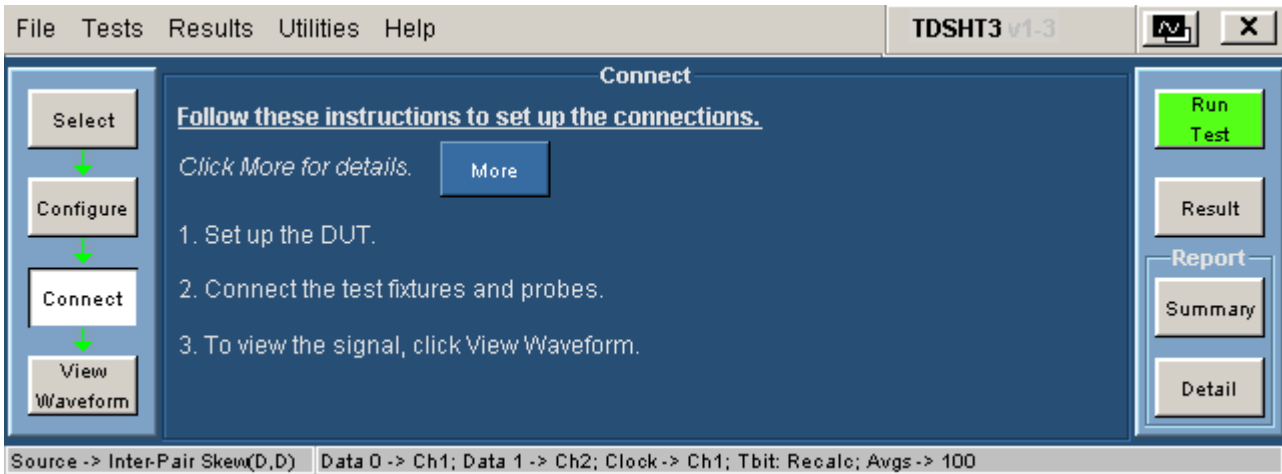 File Tests Results Utilities Help TDSHT3 v1-3
Connect
Select
Configure
Connect
View
Waveform
Follow these instructions to set up the connections.
Click More for details. More
1. Set up the DUT.
2. Connect the test fixtures and probes.
3. To view the signal, click View Waveform.
Run
Test
Result
Report
Summary
Detail
Source -> Inter-Pair Skew(D,D) Data 0 -> Ch1; Data 1 -> Ch2; Clock -> Ch1; Tbit: Recalc; Avgs -> 100